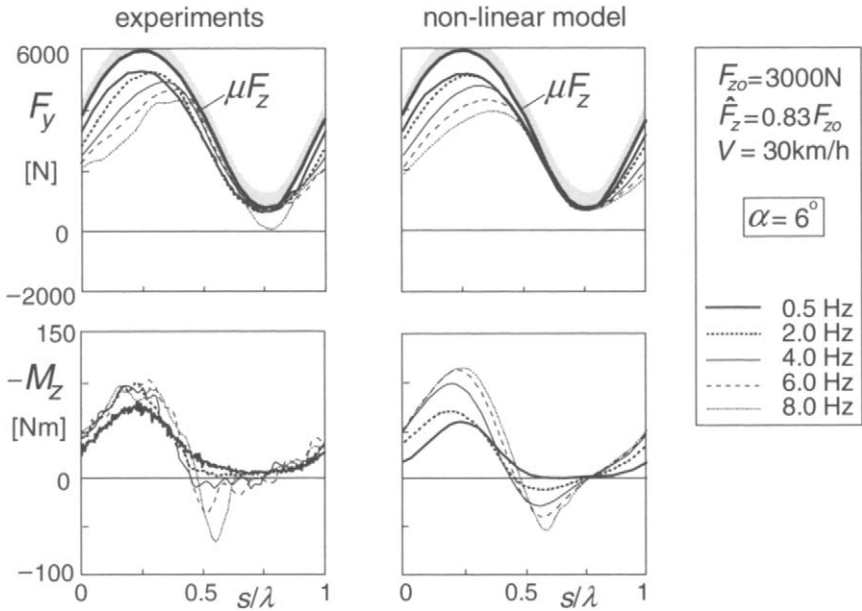 experiments
non-linear model
6000
F_y
[N]
0
−2000
μF_z
μF_z
150
-M_z
[Nm]
0
−100
0
0.5
s/λ
1
0
0.5
s/λ
1
F_zo=3000N
F̂_z=0.83F_zo
V = 30km/h
α= 6°
0.5 Hz
2.0 Hz
4.0 Hz
6.0 Hz
8.0 Hz